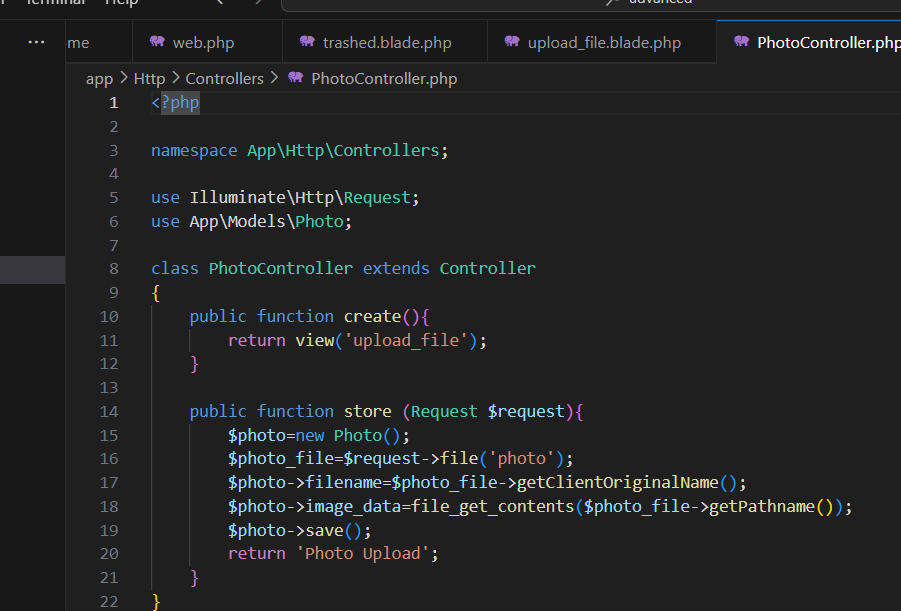 Terminal Help
advanced
... me web.php trashed.blade.php upload_file.blade.php PhotoController.php
app > Http > Controllers > PhotoController.php
1 <?php
2
3 namespace App\Http\Controllers;
4
5 use Illuminate\Http\Request;
6 use App\Models\Photo;
7
8 class PhotoController extends Controller
9 {
10 public function create(){
11 return view('upload_file');
12 }
13
14 public function store (Request $request){
15 $photo=new Photo();
16 $photo_file=$request->file('photo');
17 $photo->filename=$photo_file->getClientOriginalName();
18 $photo->image_data=file_get_contents($photo_file->getPathname());
19 $photo->save();
20 return 'Photo Upload';
21 }
22 }